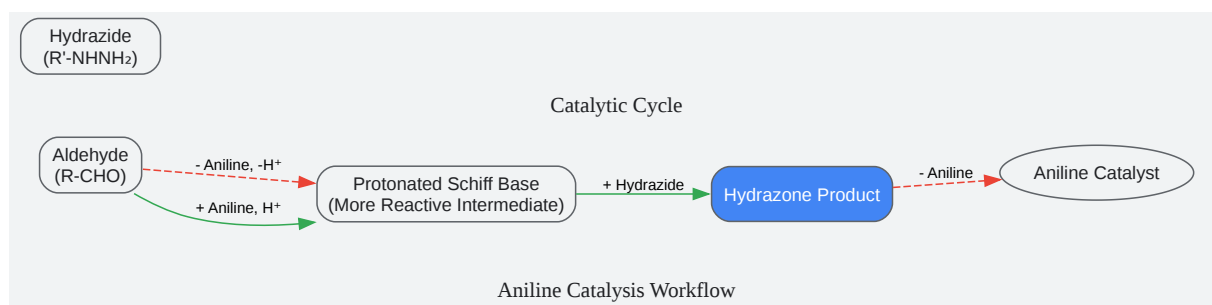 Hydrazide
(R'-NHNH₂)
Catalytic Cycle
Aldehyde
(R-CHO)
- Aniline, -H⁺
+ Aniline, H⁺
Protonated Schiff Base
(More Reactive Intermediate)
+ Hydrazide
Hydrazone Product
- Aniline
Aniline Catalyst
Aniline Catalysis Workflow